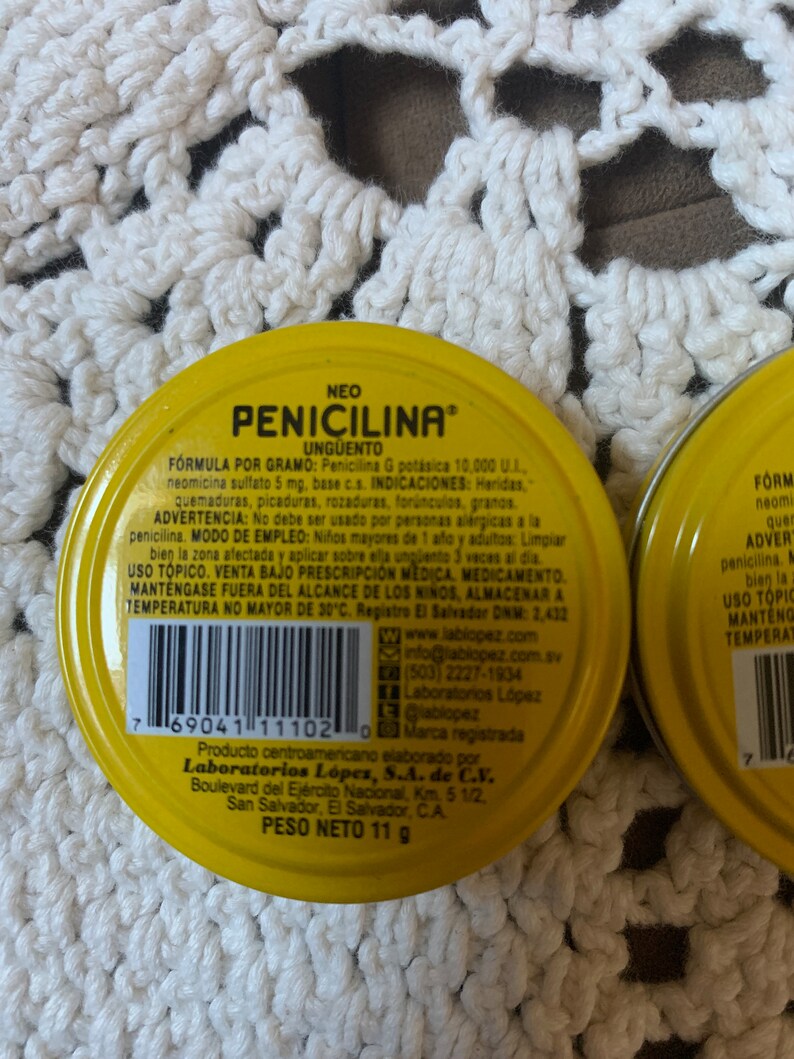 NEO
PENICILINA®
UNGÜENTO
FÓRMULA POR GRAMO: Penicilina G potásica 10,000 U.I.,
neomicina sulfato 5 mg, base c.s. INDICACIONES: Heridas,
quemaduras, picaduras, rozaduras, forúnculos, granos.
ADVERTENCIA: No debe ser usado por personas alérgicas a la
penicilina. MODO DE EMPLEO: Niños mayores de 1 año y adultos: Limpiar
bien la zona afectada y aplicar sobre ella ungüento 3 veces al día.
USO TÓPICO. VENTA BAJO PRESCRIPCIÓN MÉDICA. MEDICAMENTO.
MANTÉNGASE FUERA DEL ALCANCE DE LOS NIÑOS, ALMACENAR A
TEMPERATURA NO MAYOR DE 30°C. Registro El Salvador DNM: 2,432
www.lablopez.com
info@lablopez.com.sv
(503) 2227-1934
Laboratorios López
@lablopez
Marca registrada
7 69041 11102 0
Producto centroamericano elaborado por
Laboratorios López, S.A. de C.V.
Boulevard del Ejército Nacional, Km. 5 1/2,
San Salvador, El Salvador, C.A.
PESO NETO 11 g
FÓRM
neomi
que
ADVER
penicilina. M
bien la z
USO TÓPIC
MANTÉNG
TEMPERAT
7 6